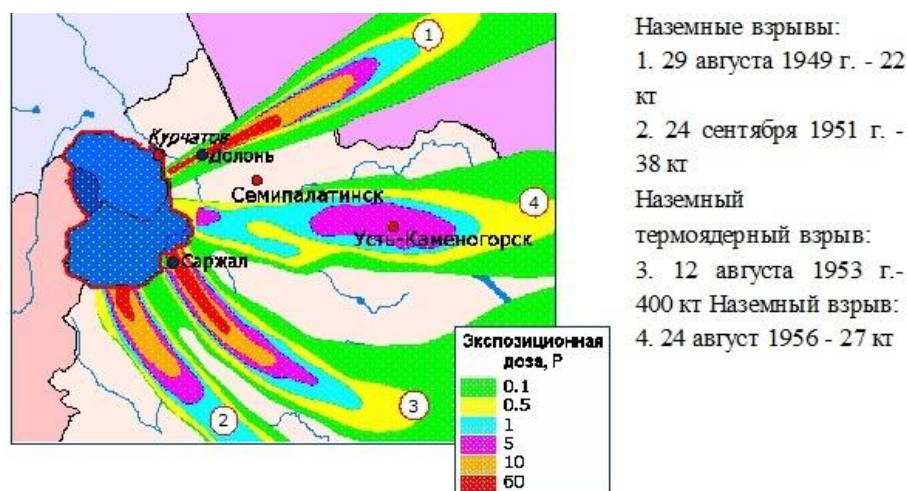 1
Курчатов
Долонь
Семипалатинск
4
Усть-Каменогорск
Саржал
3
2
Экспозиционная
доза, Р
0.1
0.5
1
5
10
60
Наземные взрывы:
1. 29 августа 1949 г. - 22
кт
2. 24 сентября 1951 г. -
38 кт
Наземный
термоядерный взрыв:
3. 12 августа 1953 г.-
400 кт Наземный взрыв:
4. 24 август 1956 - 27 кт